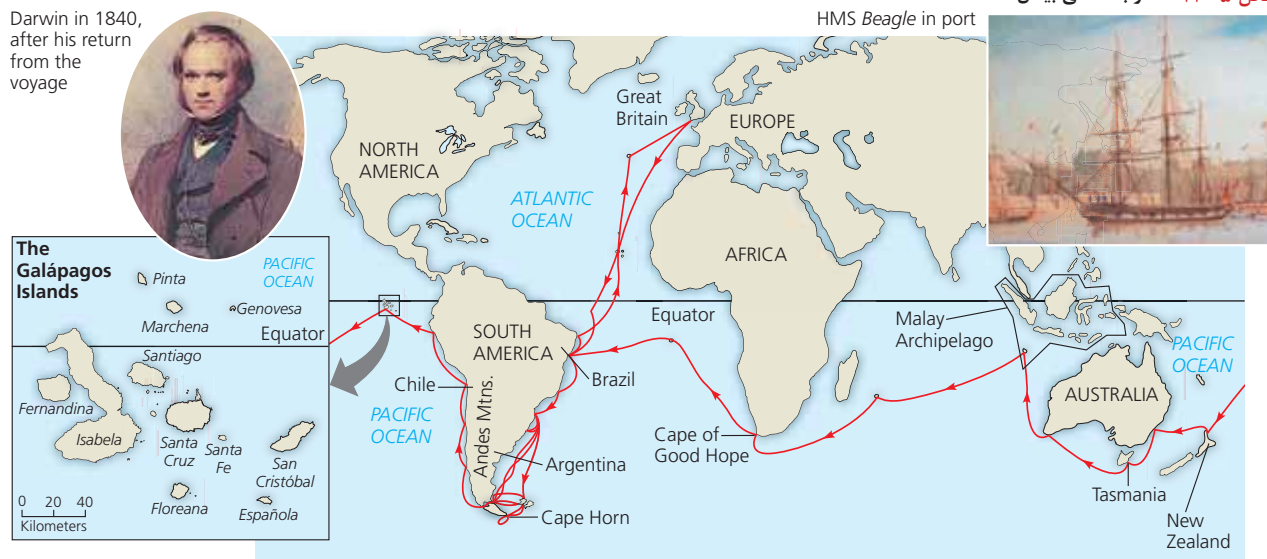 Darwin in 1840,
after his return
from the
voyage
HMS Beagle in port
Great
Britain
EUROPE
NORTH
AMERICA
ATLANTIC
OCEAN
AFRICA
The
Galápagos
Islands
PACIFIC
OCEAN
Pinta
Genovesa
Marchena
Equator
Santiago
Fernandina
Isabela
Santa
Cruz
Santa
Fe
San
Cristóbal
Floreana
Española
0 20 40
Kilometers
SOUTH
AMERICA
Equator
Malay
Archipelago
PACIFIC
OCEAN
Chile
Brazil
AUSTRALIA
PACIFIC
OCEAN
Andes Mtns.
Cape of
Good Hope
Argentina
Tasmania
Cape Horn
New
Zealand